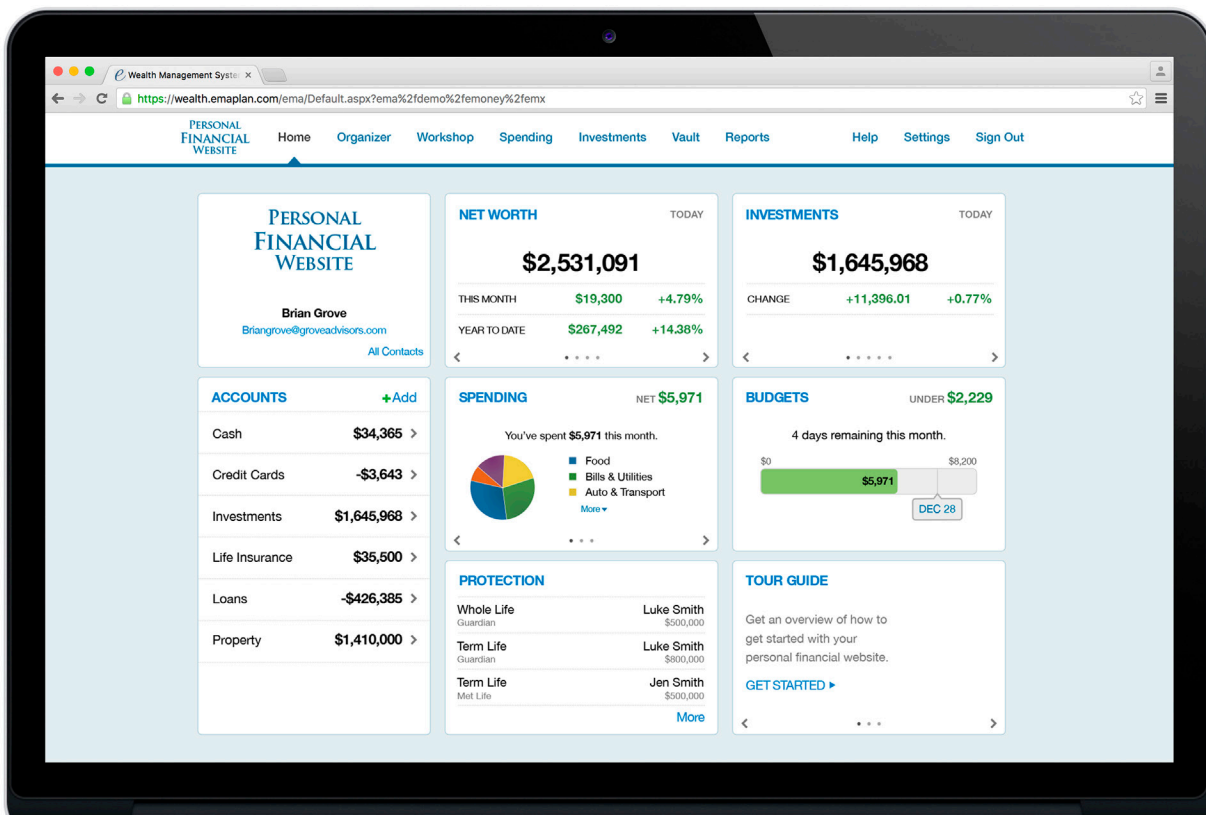 Wealth Management Syste
https://wealth.emaplan.com/ema/Default.aspx?ema%2fdemo%2femoney%2femx
PERSONAL
FINANCIAL
WEBSITE
Home Organizer Workshop Spending Investments Vault Reports Help Settings Sign Out
PERSONAL
FINANCIAL
WEBSITE
Brian Grove
Briangrove@groveadvisors.com
All Contacts
NET WORTH TODAY
$2,531,091
THIS MONTH $19,300 +4.79%
YEAR TO DATE $267,492 +14.38%
INVESTMENTS TODAY
$1,645,968
CHANGE +11,396.01 +0.77%
ACCOUNTS +Add
Cash $34,365
Credit Cards -$3,643
Investments $1,645,968
Life Insurance $35,500
Loans -$426,385
Property $1,410,000
SPENDING NET $5,971
You've spent $5,971 this month.
Food
Bills & Utilities
Auto & Transport
More
BUDGETS UNDER $2,229
4 days remaining this month.
$0 $8,200
$5,971
DEC 28
PROTECTION
Whole Life Luke Smith
Guardian $500,000
Term Life Luke Smith
Guardian $800,000
Term Life Jen Smith
Met Life $500,000
More
TOUR GUIDE
Get an overview of how to
get started with your
personal financial website.
GET STARTED